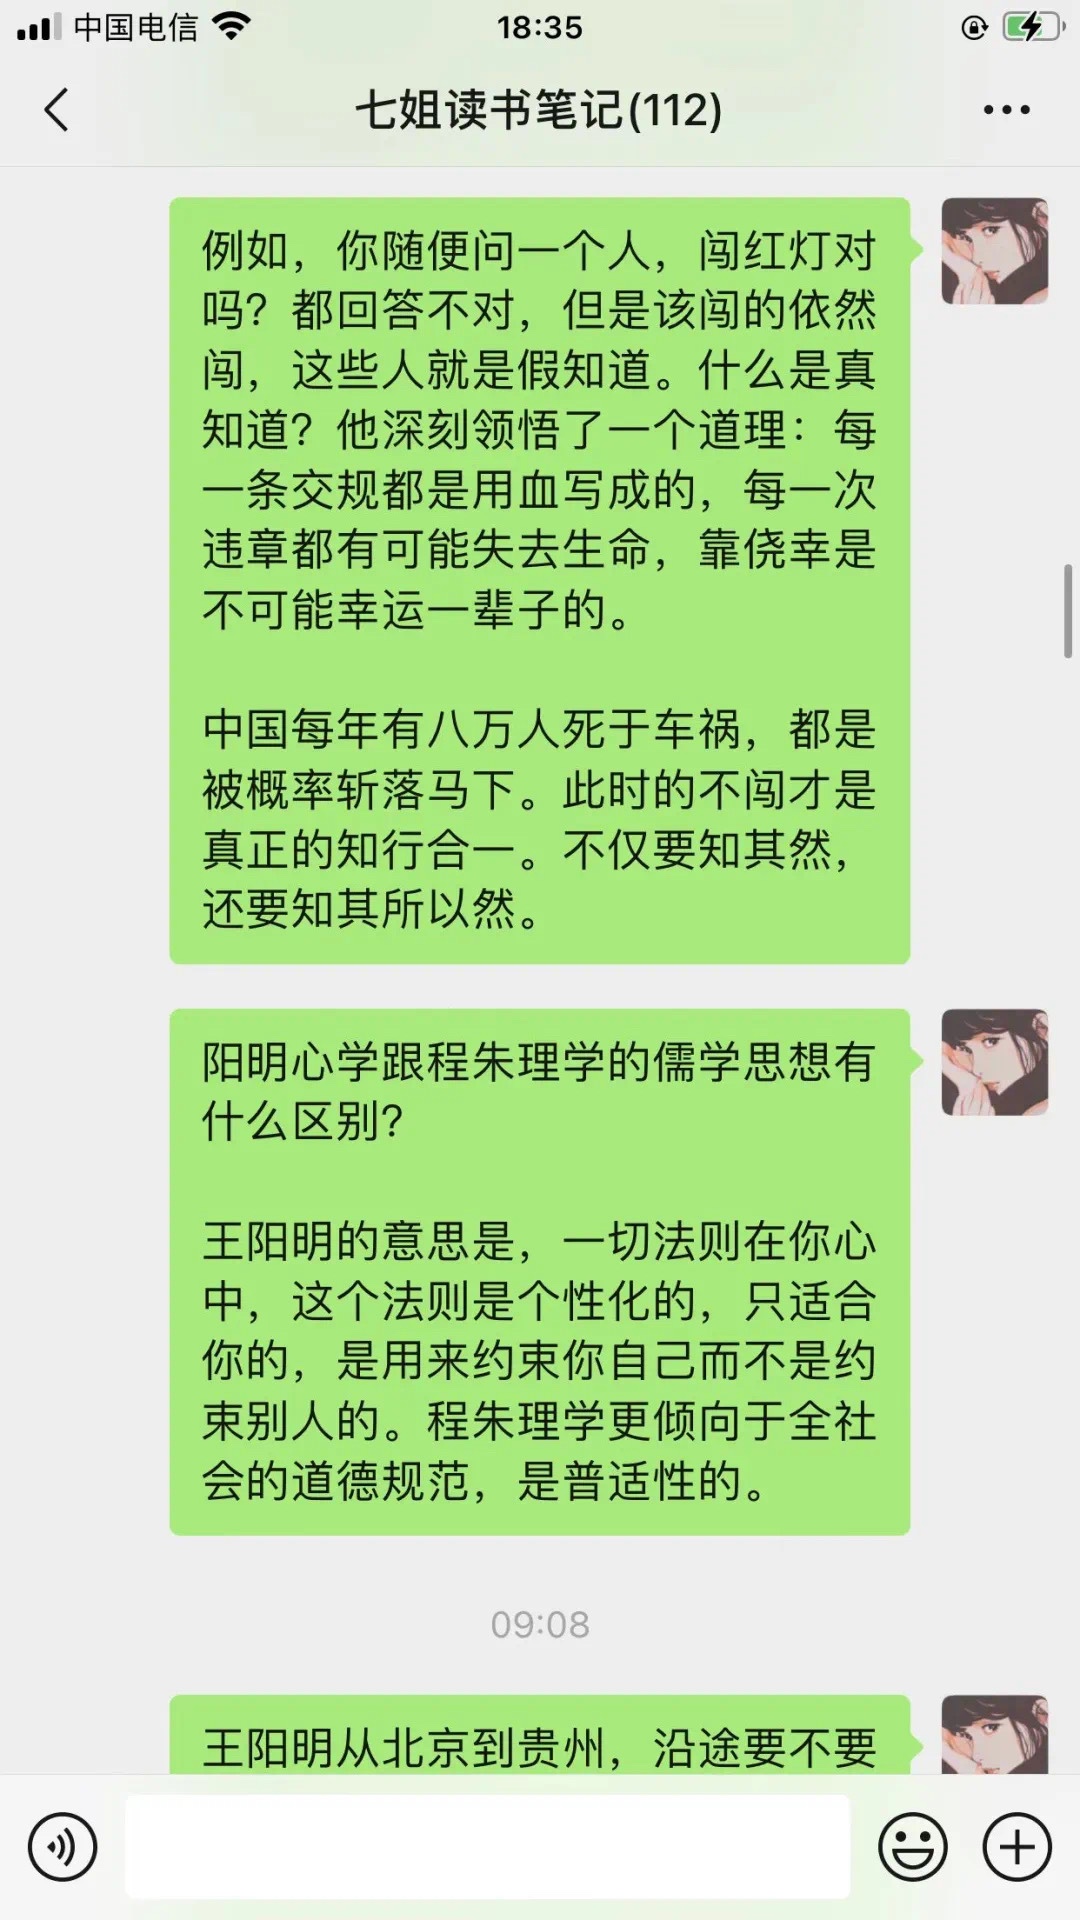 中国电信
18:35
七姐读书笔记(112)
例如，你随便问一个人，闯红灯对
吗？都回答不对，但是该闯的依然
闯，这些人就是假知道。什么是真
知道？他深刻领悟了一个道理：每
一条交规都是用血写成的，每一次
违章都有可能失去生命，靠侥幸是
不可能幸运一辈子的。
中国每年有八万人死于车祸，都是
被概率斩落马下。此时的不闯才是
真正的知行合一。不仅要知其然，
还要知其所以然。
阳明心学跟程朱理学的儒学思想有
什么区别？
王阳明的意思是，一切法则在你心
中，这个法则是个性化的，只适合
你的，是用来约束你自己而不是约
束别人的。程朱理学更倾向于全社
会的道德规范，是普适性的。
09:08
王阳明从北京到贵州，沿途要不要